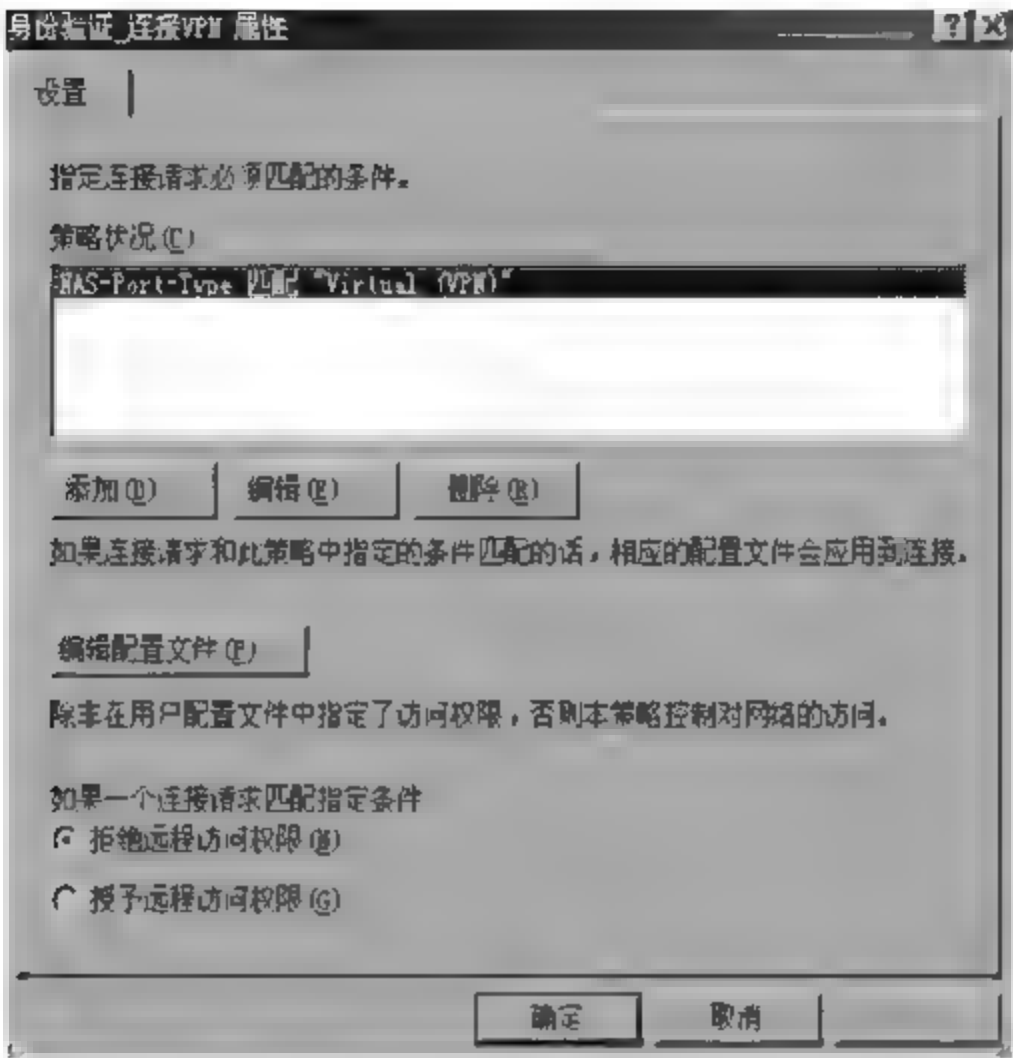 身份验证_连接VPN 属性
设置
指定连接请求必须匹配的条件。
策略状况(C)
NAS-Port-Type 匹配 "Virtual (VPN)"
添加(D) 编辑(E) 删除(R)
如果连接请求和此策略中指定的条件匹配的话，相应的配置文件会应用到连接。
编辑配置文件(P)
除非在用户配置文件中指定了访问权限，否则本策略控制对网络的访问。
如果一个连接请求匹配指定条件
拒绝远程访问权限(N)
授予远程访问权限(G)
确定 取消